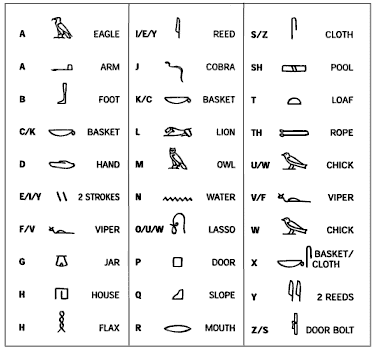 A EAGLE
A ARM
B FOOT
C/K BASKET
D HAND
E/I/Y 2 STROKES
F/V VIPER
G JAR
H HOUSE
H FLAX
I/E/Y REED
J COBRA
K/C BASKET
L LION
M OWL
N WATER
O/U/W LASSO
P DOOR
Q SLOPE
R MOUTH
S/Z CLOTH
SH POOL
T LOAF
TH ROPE
U/W CHICK
V/F VIPER
W CHICK
X BASKET/
CLOTH
Y 2 REEDS
Z/S DOOR BOLT